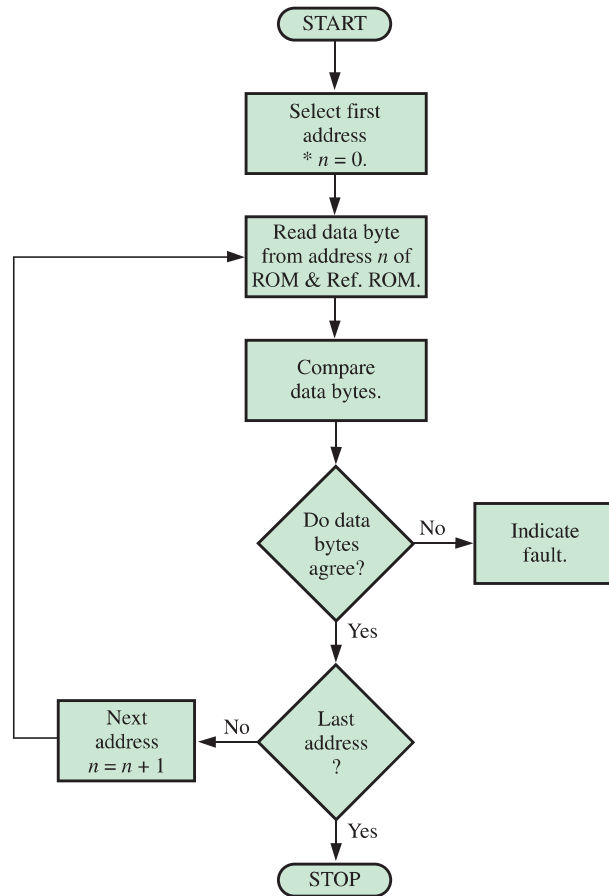 START
Select first
address
* n = 0.
Read data byte
from address n of
ROM & Ref. ROM.
Compare
data bytes.
Do data
bytes
agree?
No
Indicate
fault.
Yes
Last
address
?
No
Next
address
n = n + 1
Yes
STOP